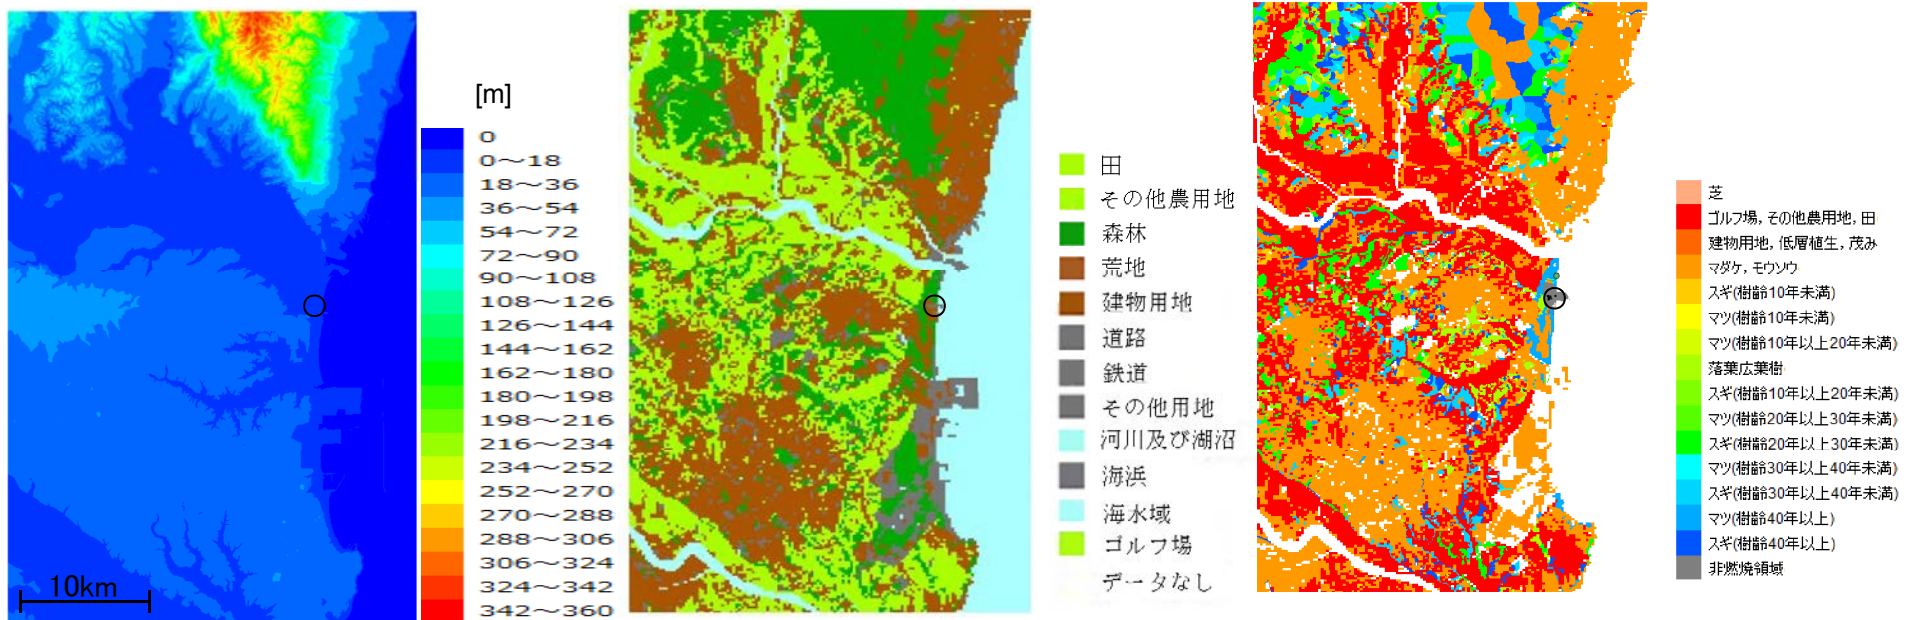 [m]
0
0～18
18～36
36～54
54～72
72～90
90～108
108～126
126～144
144～162
162～180
180～198
198～216
216～234
234～252
252～270
270～288
288～306
306～324
324～342
342～360
10km
田
その他農用地
森林
荒地
建物用地
道路
鉄道
その他用地
河川及び湖沼
海浜
海水域
ゴルフ場
データなし
芝
ゴルフ場, その他農用地, 田
建物用地, 低層植生, 茂み
マダケ, モウソウ
スギ(樹齢10年未満)
マツ(樹齢10年未満)
マツ(樹齢10年以上20年未満)
落葉広葉樹
スギ(樹齢10年以上20年未満)
マツ(樹齢20年以上30年未満)
スギ(樹齢20年以上30年未満)
マツ(樹齢30年以上40年未満)
スギ(樹齢30年以上40年未満)
マツ(樹齢40年以上)
スギ(樹齢40年以上)
非燃焼領域